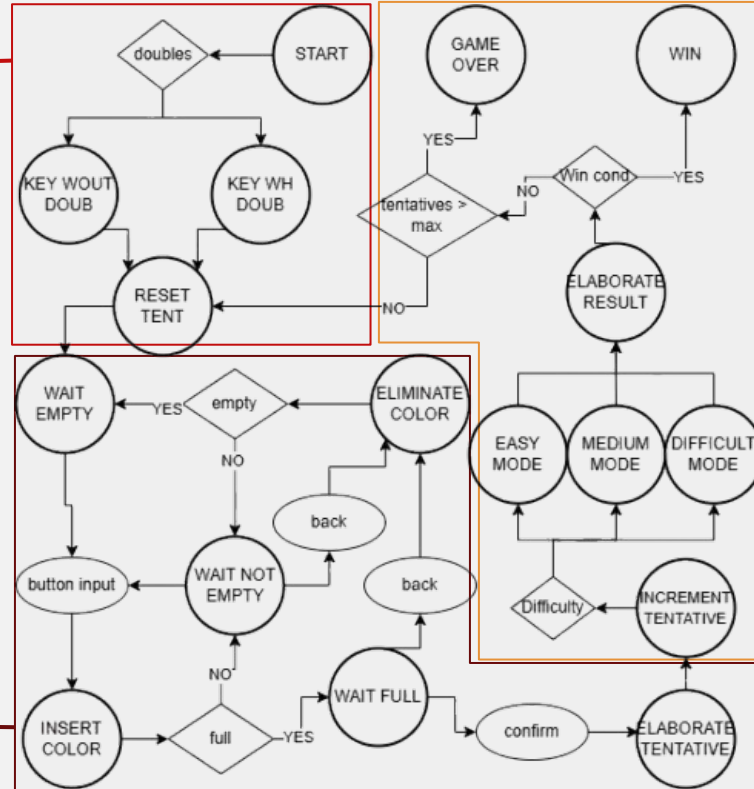 doubles
START
GAME
OVER
WIN
YES
KEY WOUT
DOUB
KEY WH
DOUB
tentatives >
max
NO
Win cond
YES
RESET
TENT
NO
ELABORATE
RESULT
WAIT
EMPTY
YES
empty
ELIMINATE
COLOR
EASY
MODE
MEDIUM
MODE
DIFFICULT
MODE
NO
back
button input
WAIT NOT
EMPTY
back
Difficulty
INCREMENT
TENTATIVE
NO
INSERT
COLOR
full
YES
WAIT FULL
confirm
ELABORATE
TENTATIVE